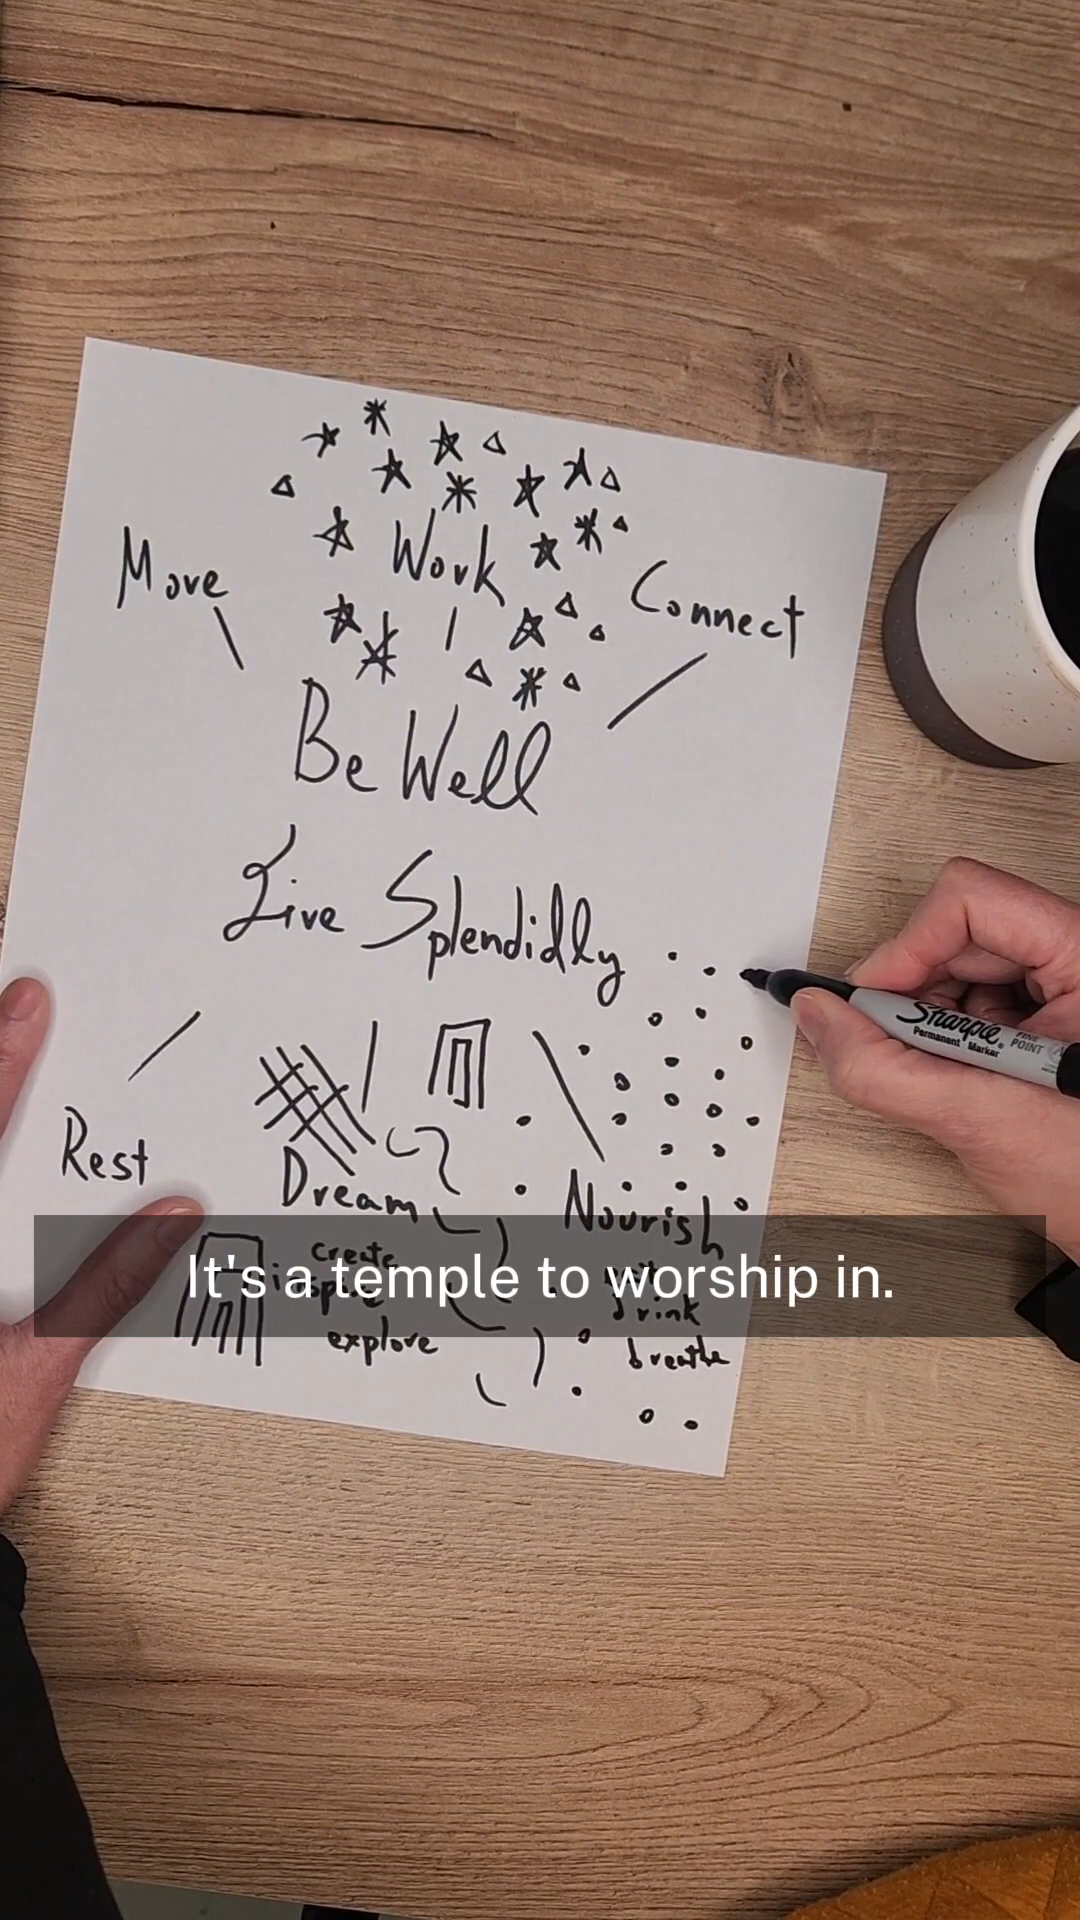 Work
Move
Connect
Be Well
Live Splendidly
Sharpie
Permanent Marker
FINE POINT
Rest
Dream
Nourish
create
inspire
explore
drink
breathe
It's a temple to worship in.